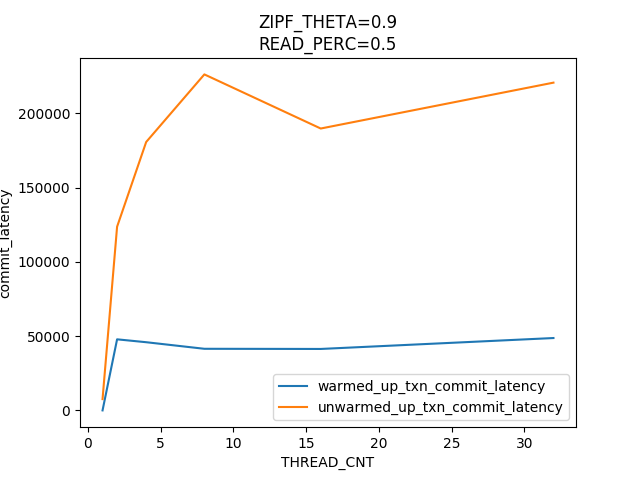 ZIPF_THETA=0.9
READ_PERC=0.5
commit_latency
200000
150000
100000
50000
0
0 5 10 15 20 25 30
THREAD_CNT
warmed_up_txn_commit_latency
unwarmed_up_txn_commit_latency